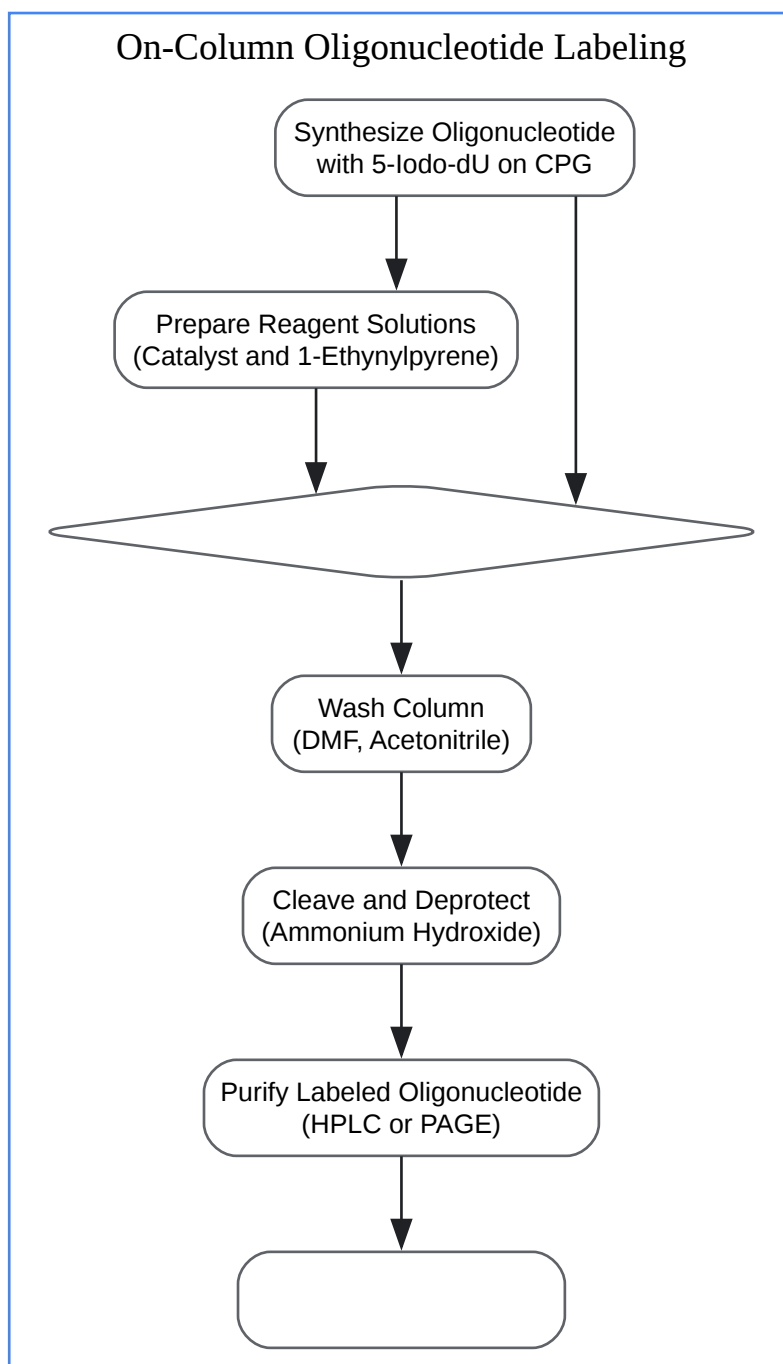 On-Column Oligonucleotide Labeling
Synthesize Oligonucleotide
with 5-Iodo-dU on CPG
Prepare Reagent Solutions
(Catalyst and 1-Ethynylpyrene)
Wash Column
(DMF, Acetonitrile)
Cleave and Deprotect
(Ammonium Hydroxide)
Purify Labeled Oligonucleotide
(HPLC or PAGE)